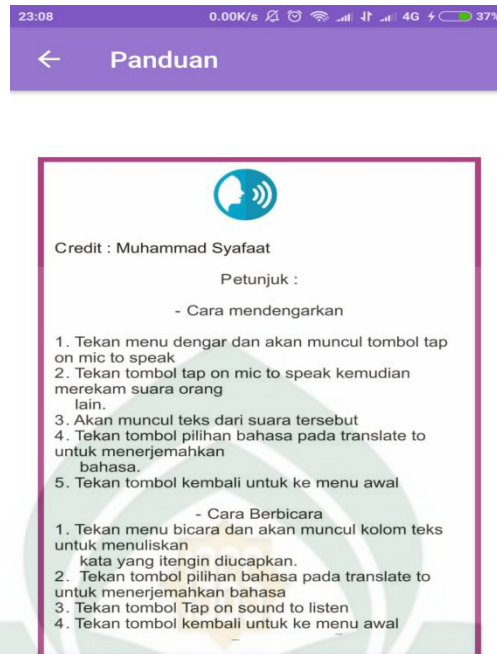 23:08 0.00K/s 4G 37%
Panduan
Credit : Muhammad Syafaat
Petunjuk :
- Cara mendengarkan
1. Tekan menu dengar dan akan muncul tombol tap
on mic to speak
2. Tekan tombol tap on mic to speak kemudian
merekam suara orang
lain.
3. Akan muncul teks dari suara tersebut
4. Tekan tombol pilihan bahasa pada translate to
untuk menerjemahkan
bahasa.
5. Tekan tombol kembali untuk ke menu awal
- Cara Berbicara
1. Tekan menu bicara dan akan muncul kolom teks
untuk menuliskan
kata yang itengin diucapkan.
2. Tekan tombol pilihan bahasa pada translate to
untuk menerjemahkan bahasa
3. Tekan tombol Tap on sound to listen
4. Tekan tombol kembali untuk ke menu awal